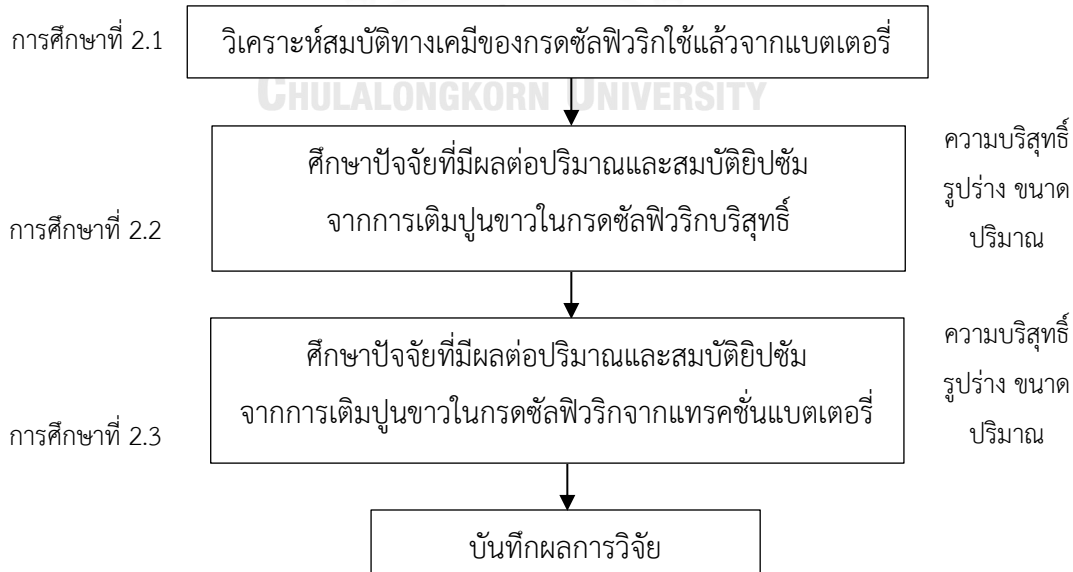 การศึกษาที่ 2.1
วิเคราะห์สมบัติทางเคมีของกรดซัลฟิวริกใช้แล้วจากแบตเตอรี่
CHULALONGKORN UNIVERSITY
ศึกษาปัจจัยที่มีผลต่อปริมาณและสมบัติยิปซัม
จากการเติมปูนขาวในกรดซัลฟิวริกบริสุทธิ์
การศึกษาที่ 2.2
ความบริสุทธิ์
รูปร่าง ขนาด
ปริมาณ
ศึกษาปัจจัยที่มีผลต่อปริมาณและสมบัติยิปซัม
จากการเติมปูนขาวในกรดซัลฟิวริกจากแทรคชั่นแบตเตอรี่
การศึกษาที่ 2.3
ความบริสุทธิ์
รูปร่าง ขนาด
ปริมาณ
บันทึกผลการวิจัย